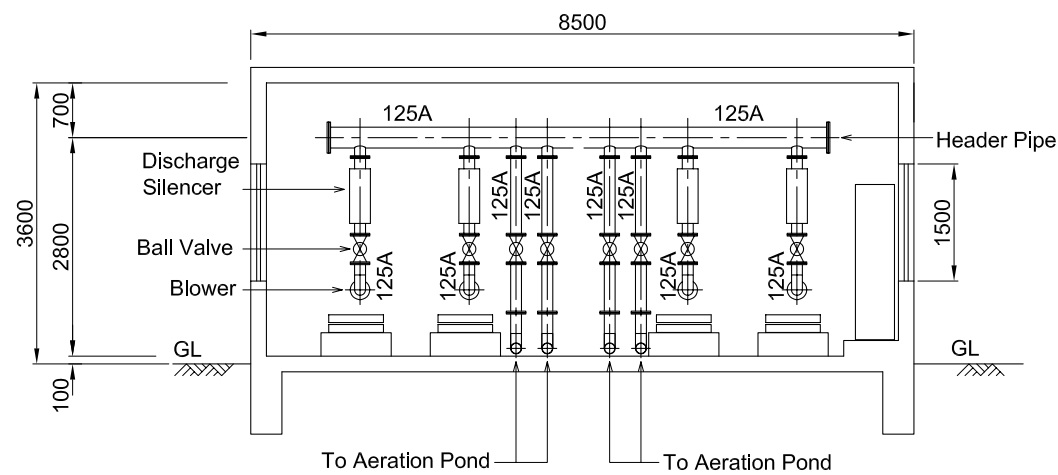 8500
700
125A
125A
Header Pipe
Discharge
Silencer
125A
125A
125A
125A
3600
2800
1500
Ball Valve
125A
125A
125A
125A
Blower
GL
GL
100
To Aeration Pond
To Aeration Pond